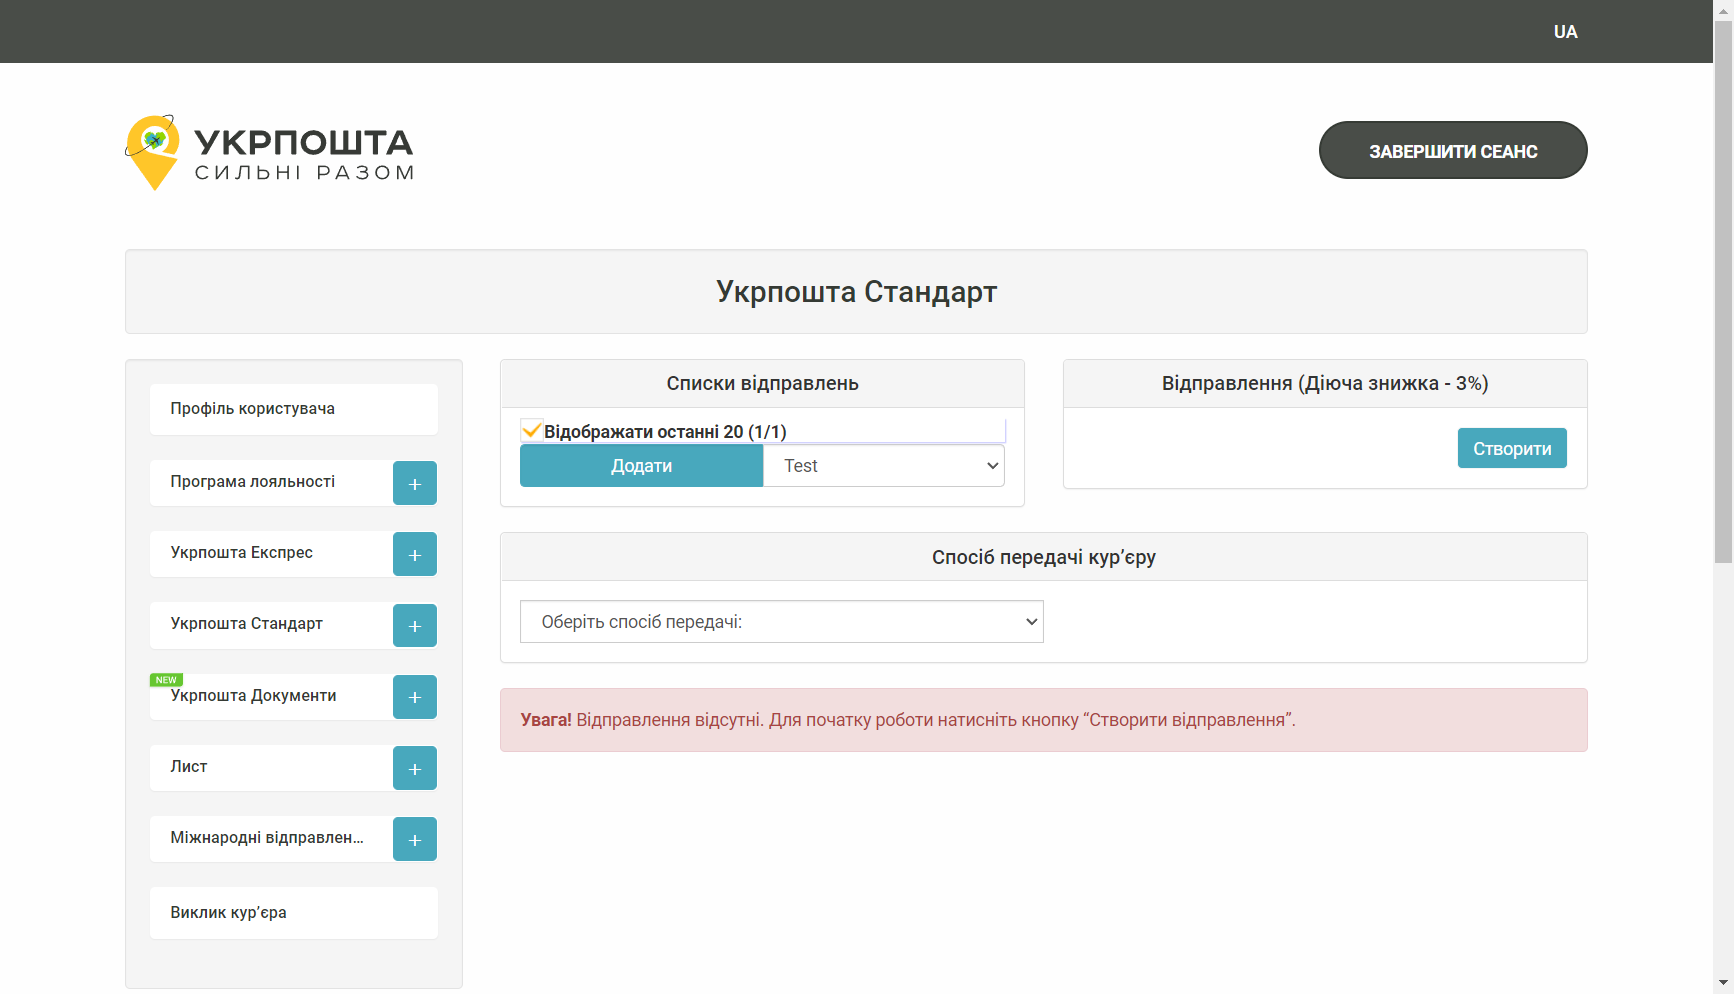 UA
УКРПОШТА
СИЛЬНІ РАЗОМ
ЗАВЕРШИТИ СЕАНС
Укрпошта Стандарт
Профіль користувача
Програма лояльності
+
Укрпошта Експрес
+
Укрпошта Стандарт
+
NEW
Укрпошта Документи
+
Лист
+
Міжнародні відправлен...
+
Виклик кур’єра
Списки відправлень
Відображати останні 20 (1/1)
Додати
Test
Відправлення (Діюча знижка - 3%)
Створити
Спосіб передачі кур’єру
Оберіть спосіб передачі:
Увага! Відправлення відсутні. Для початку роботи натисніть кнопку “Створити відправлення”.